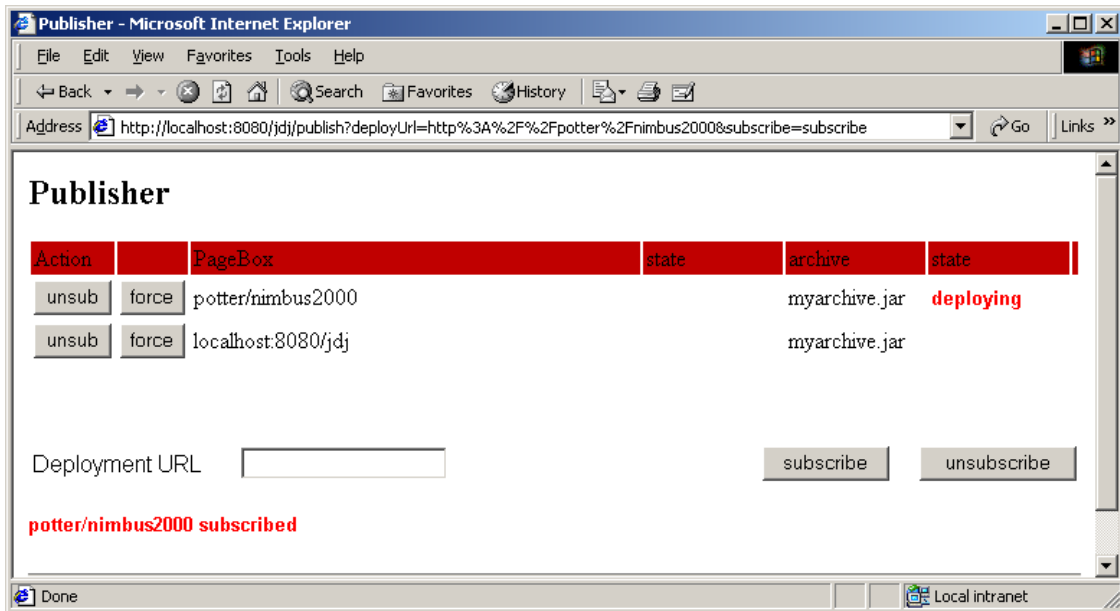 Publisher - Microsoft Internet Explorer
File Edit View Favorites Tools Help
Back Search Favorites History
Address http://localhost:8080/jdj/publish?deployUrl=http%3A%2F%2Fpotter%2Fnimbus2000&subscribe=subscribe Go Links »
Publisher
Action PageBox state archive state
unsub force potter/nimbus2000 myarchive.jar deploying
unsub force localhost:8080/jdj myarchive.jar
Deployment URL subscribe unsubscribe
potter/nimbus2000 subscribed
Done Local intranet